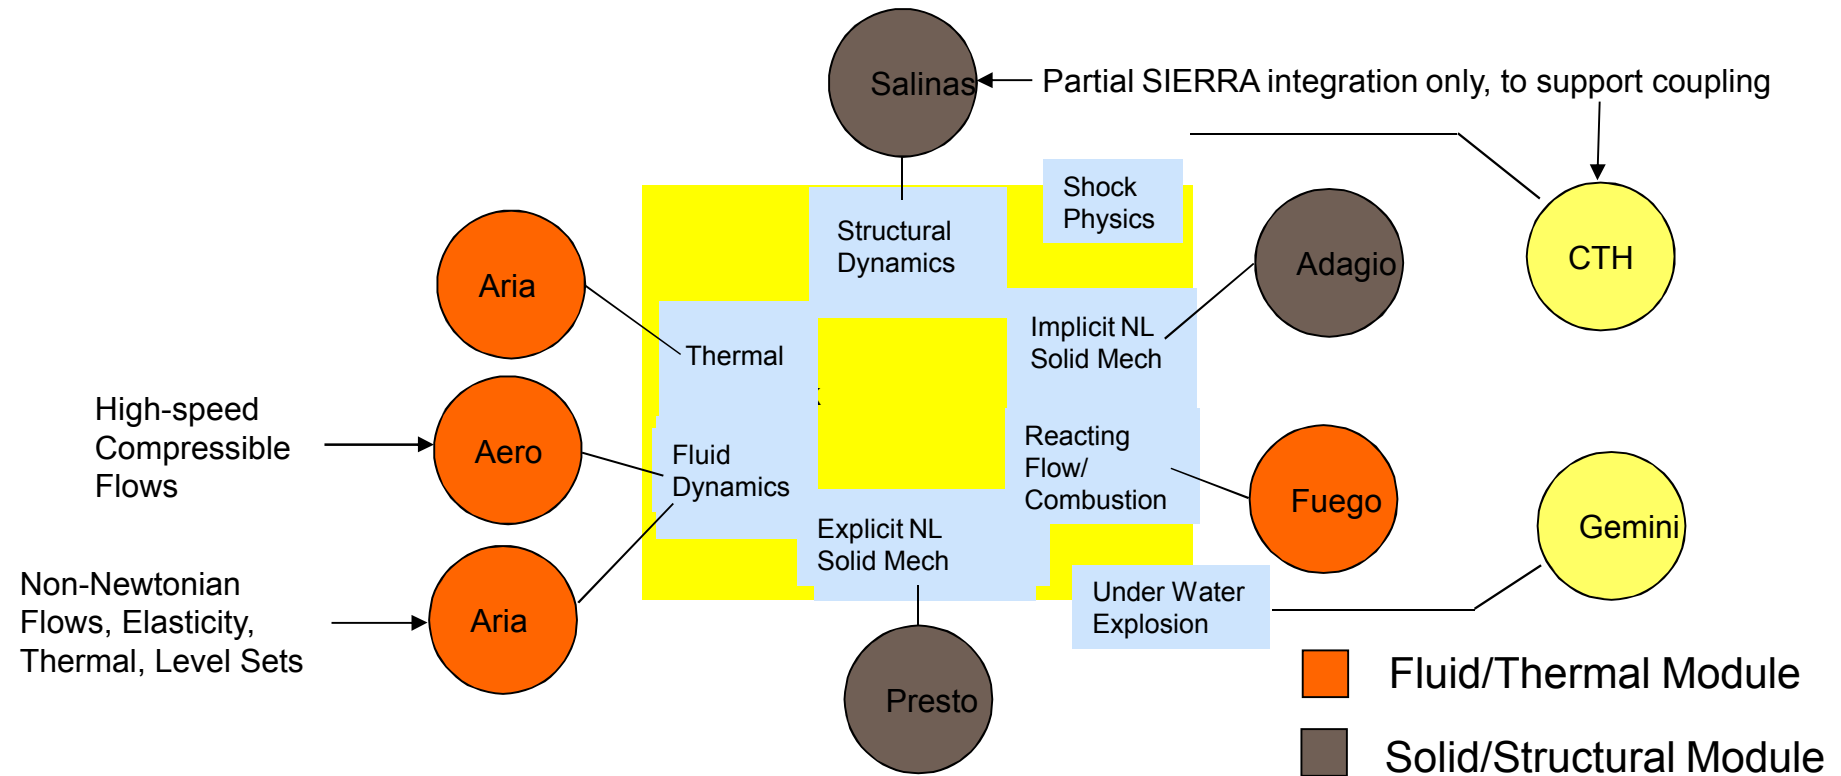 Salinas
Partial SIERRA integration only, to support coupling
Shock
Physics
Structural
Dynamics
Adagio
CTH
Aria
Implicit NL
Solid Mech
Thermal
High-speed
Compressible
Flows
Aero
Fluid
Dynamics
Reacting
Flow/
Combustion
Fuego
Gemini
Explicit NL
Solid Mech
Non-Newtonian
Flows, Elasticity,
Thermal, Level Sets
Aria
Under Water
Explosion
Presto
Fluid/Thermal Module
Solid/Structural Module